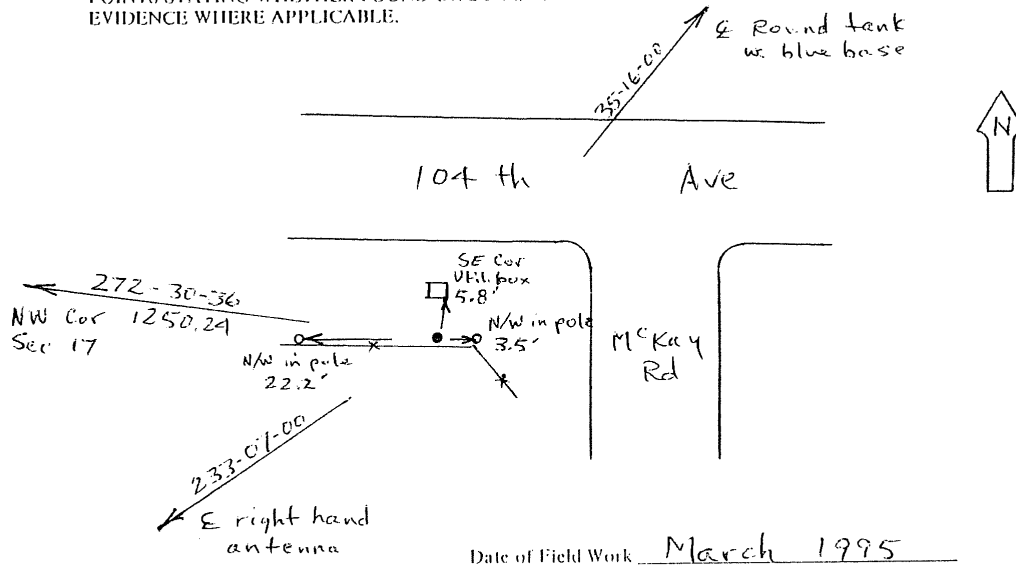 EVIDENCE WHERE APPLICABLE.
℄ Round tank
w. blue base
35-16-00
N
104 th Ave
SE Cor
Util. box
5.8'
272-30-36
NW Cor 1250.24
Sec 17
N/W in pole
3.5'
N/W in pole
22.2'
McKay
Rd
233-07-00
℄ right hand
antenna
Date of Field Work March 1995